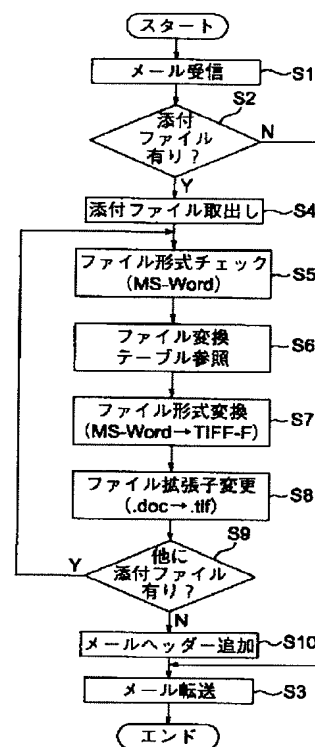 スタート
メール受信
S1
S2
添付
ファイル
有り?
N
Y
添付ファイル取出し
S4
ファイル形式チェック
(MS-Word)
S5
ファイル変換
テーブル参照
S6
ファイル形式変換
(MS-Word→TIFF-F)
S7
ファイル拡張子変更
(.doc→.tif)
S8
S9
Y
他に
添付ファイル
有り?
N
メールヘッダー追加
S10
メール転送
S3
エンド